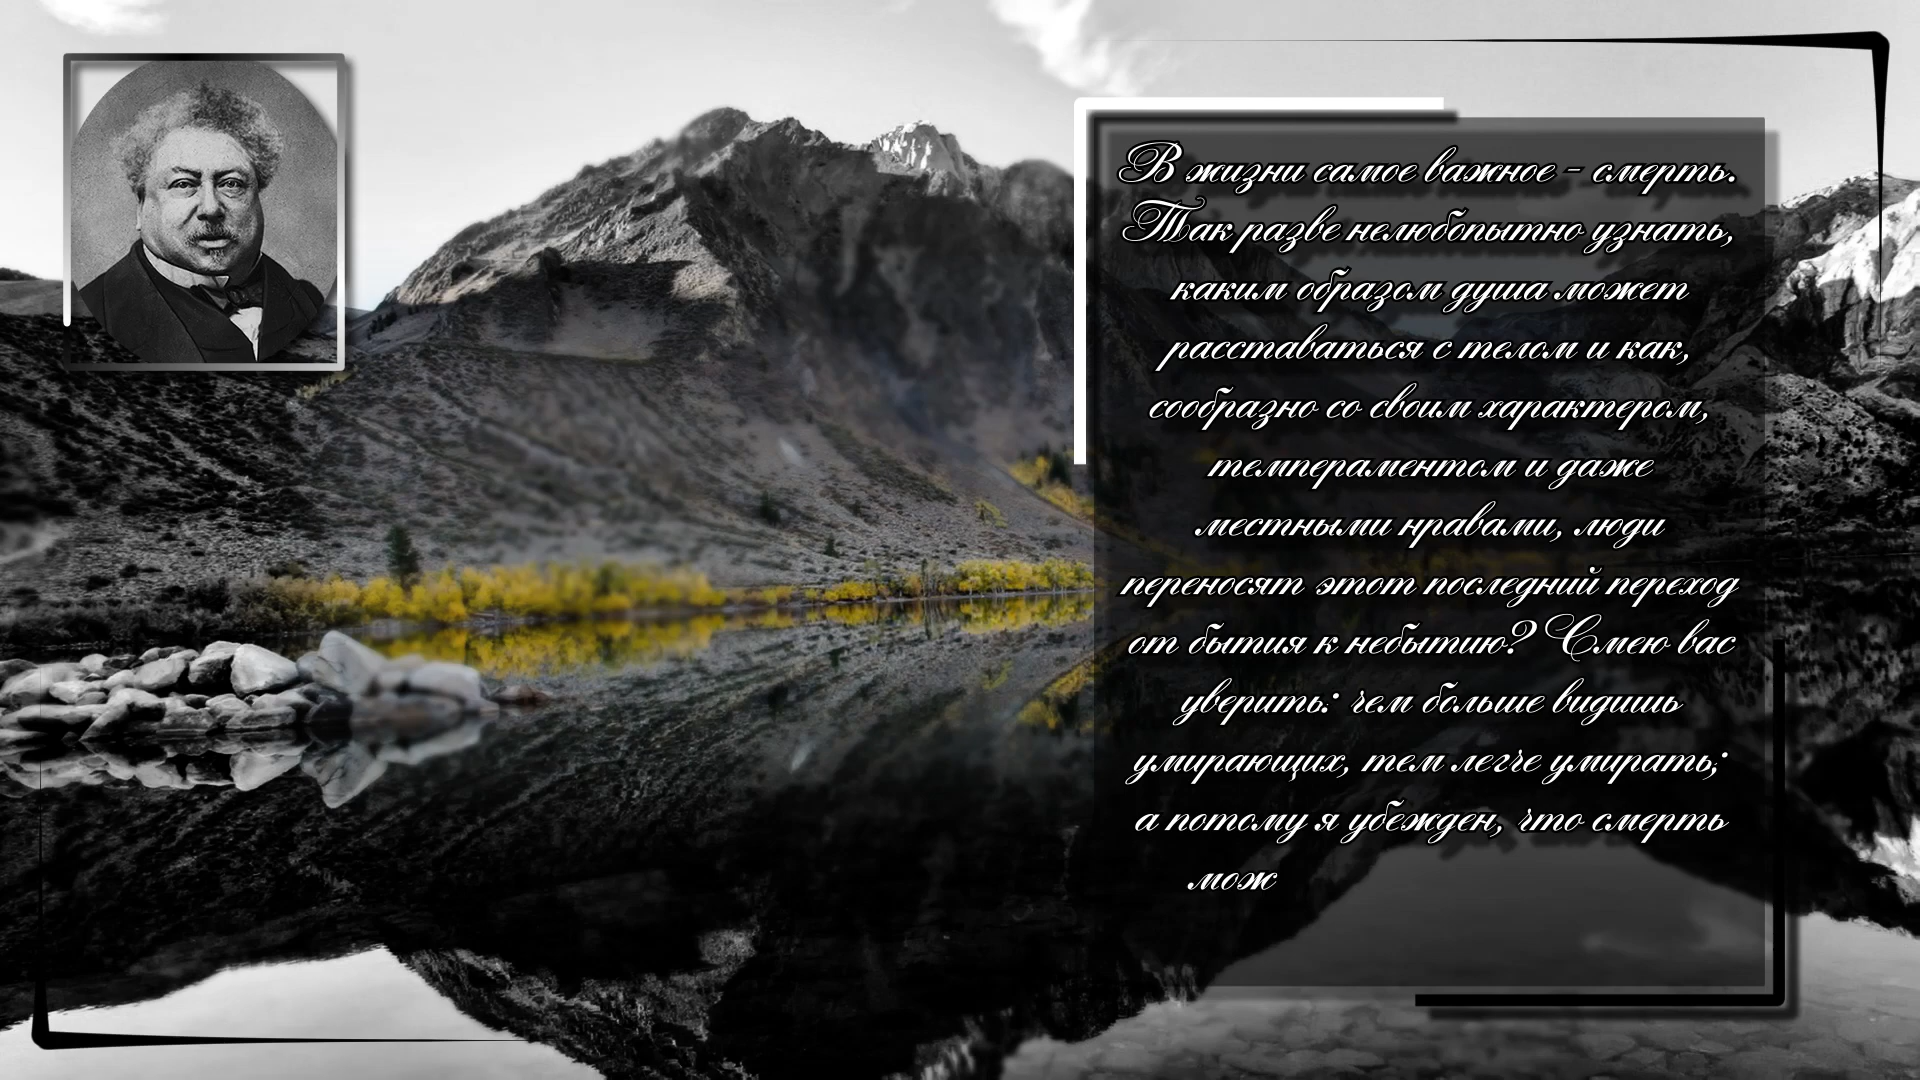 В жизни самое важное - смерть.
Так разве нелюбопытно узнать,
каким образом душа может
расставаться с телом и как,
сообразно со своим характером,
темпераментом и даже
местными нравами, люди
переносят этот последний переход
от бытия к небытию? Смею вас
уверить: чем больше видишь
умирающих, тем легче умирать;
а потому я убежден, что смерть
мож